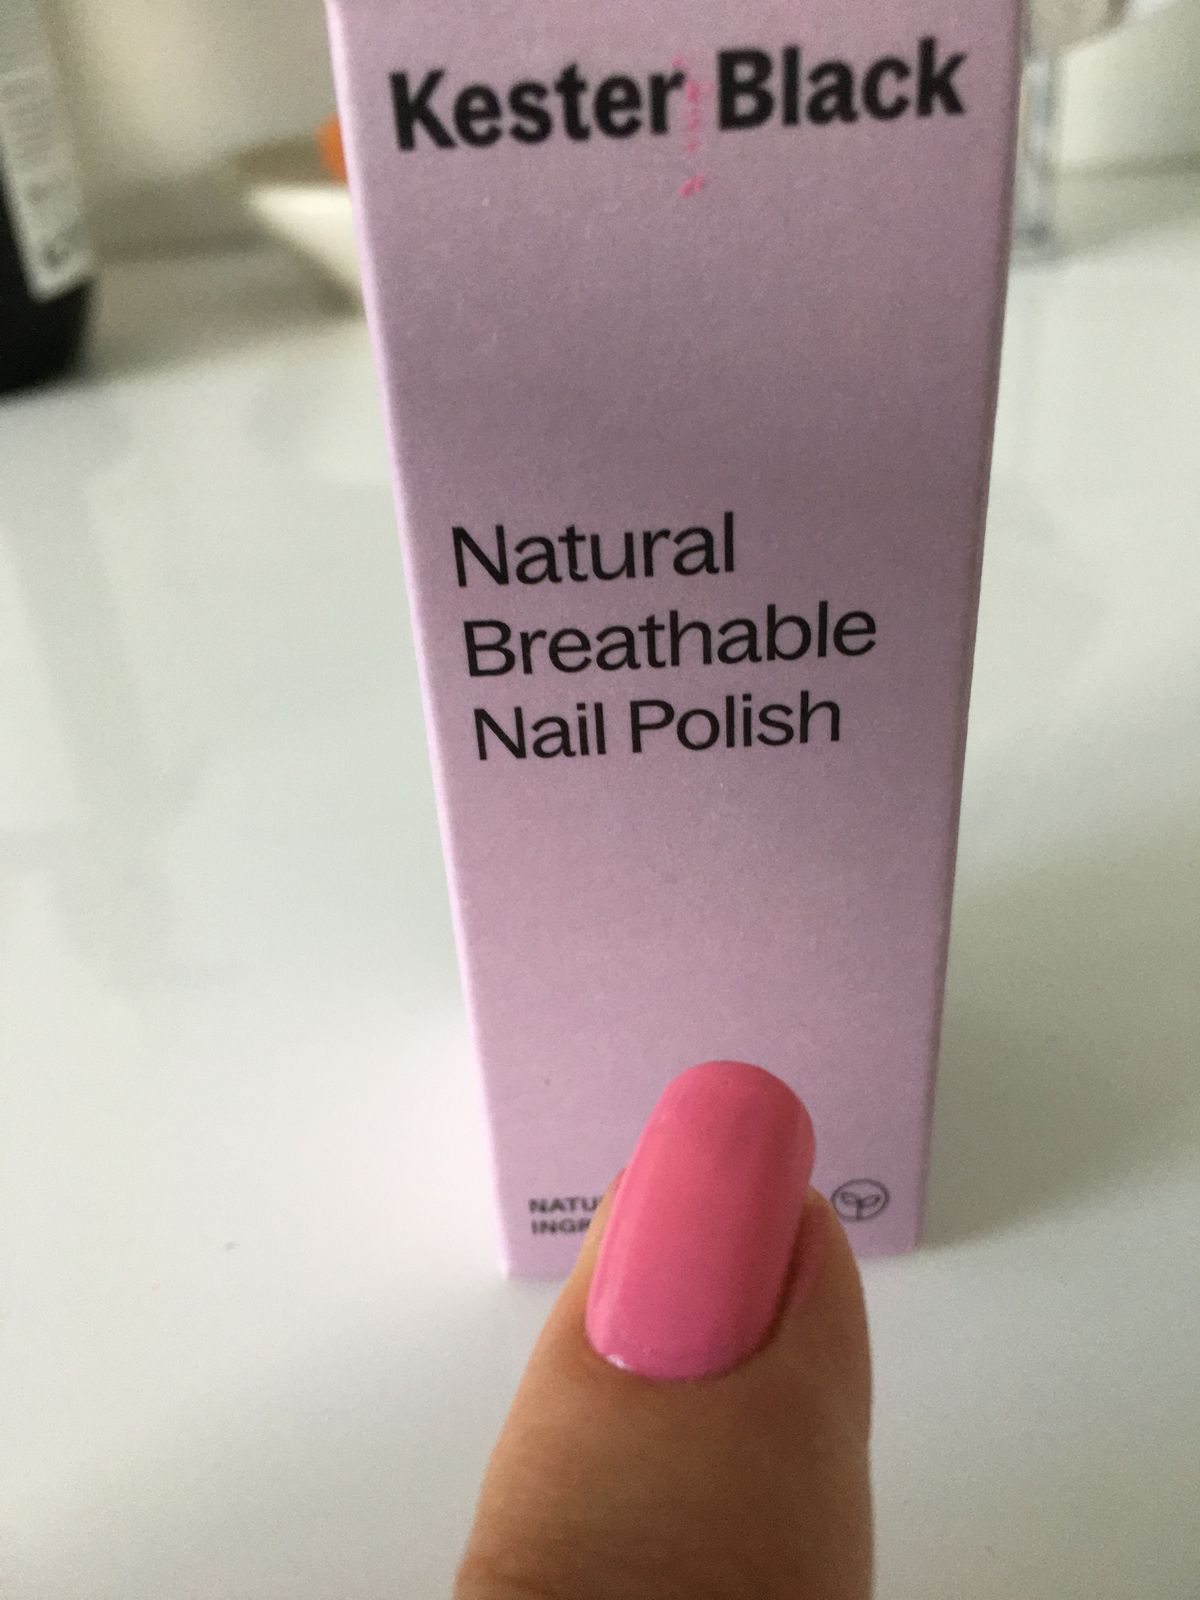 Kester Black
Natural
Breathable
Nail Polish